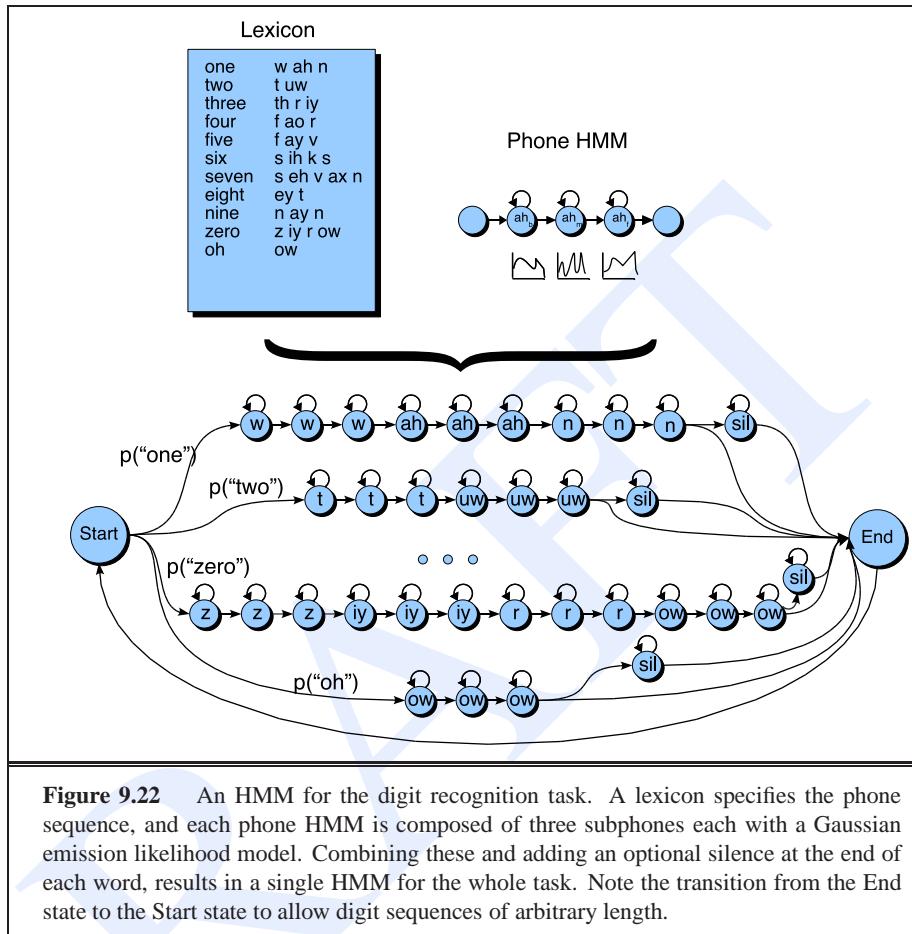 Lexicon
one w ah n
two t uw
three th r iy
four f ao r
five f ay v
six s ih k s
seven s eh v ax n
eight ey t
nine n ay n
zero z iy r ow
oh ow
Phone HMM
ah_b ah_m ah_f
w w w ah ah ah n n n sil
p("one")
p("two")
t t t uw uw uw sil
Start
End
p("zero")
sil
z z z iy iy iy r r r ow ow ow
sil
p("oh")
ow ow ow
Figure 9.22 An HMM for the digit recognition task. A lexicon specifies the phone
sequence, and each phone HMM is composed of three subphones each with a Gaussian
emission likelihood model. Combining these and adding an optional silence at the end of
each word, results in a single HMM for the whole task. Note the transition from the End
state to the Start state to allow digit sequences of arbitrary length.
RAFT